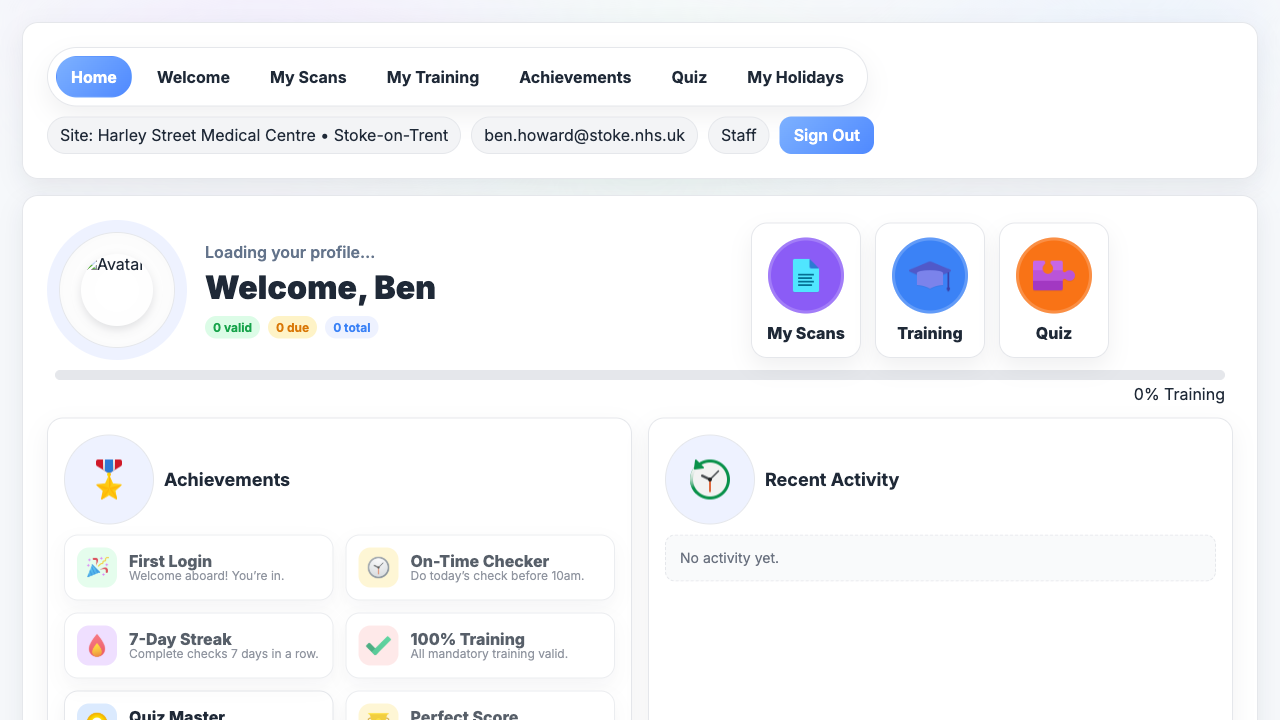 Home Welcome My Scans My Training Achievements Quiz My Holidays
Site: Harley Street Medical Centre • Stoke-on-Trent ben.howard@stoke.nhs.uk Staff Sign Out
Avatar
Loading your profile...
Welcome, Ben
0 valid 0 due 0 total
My Scans Training Quiz
0% Training
Achievements
First Login
Welcome aboard! You're in.
On-Time Checker
Do today's check before 10am.
7-Day Streak
Complete checks 7 days in a row.
100% Training
All mandatory training valid.
Quiz Master
Perfect Score
Recent Activity
No activity yet.